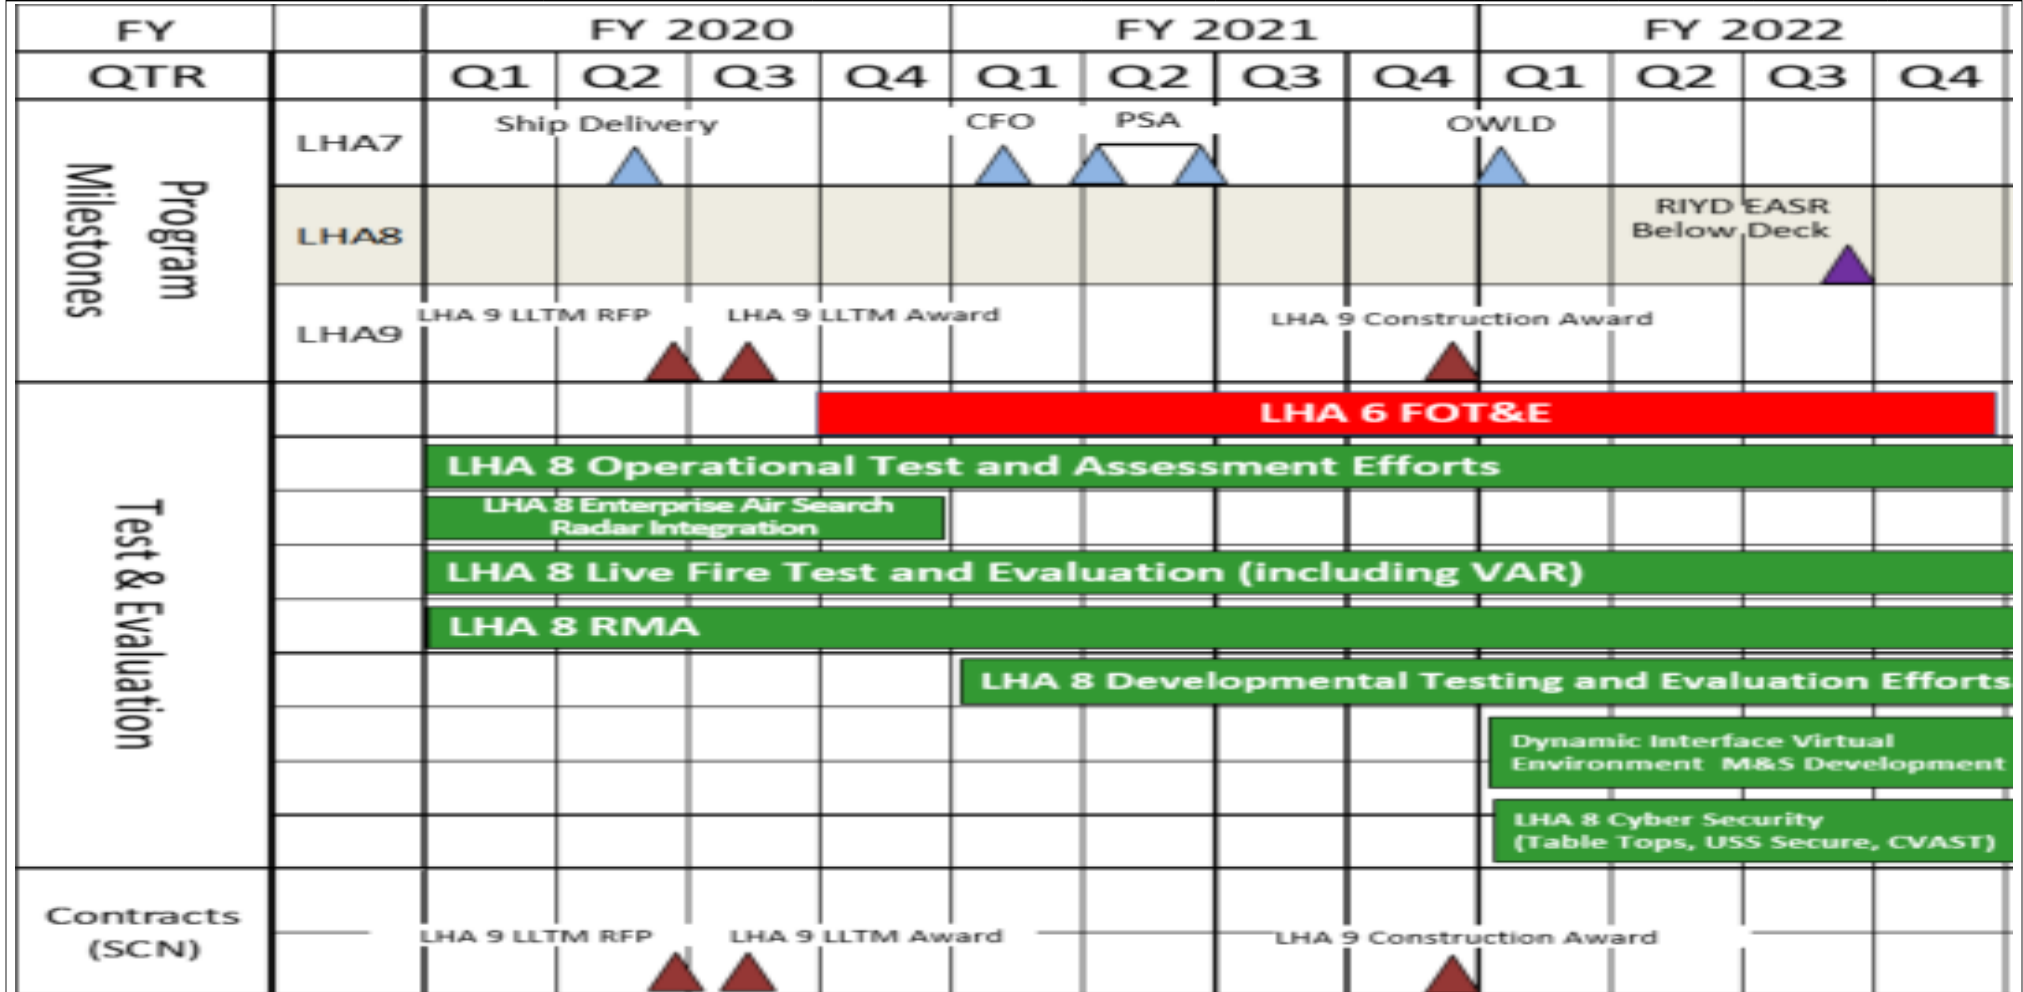 FY FY 2020 FY 2021 FY 2022
QTR Q1 Q2 Q3 Q4 Q1 Q2 Q3 Q4 Q1 Q2 Q3 Q4
Program
Milestones
LHA7
Ship Delivery CFO PSA OWLD
LHA8
RIYD EASR
Below Deck
LHA9
LHA 9 LLTM RFP LHA 9 LLTM Award LHA 9 Construction Award
Test & Evaluation
LHA 6 FOT&E
LHA 8 Operational Test and Assessment Efforts
LHA 8 Enterprise Air Search
Radar Integration
LHA 8 Live Fire Test and Evaluation (including VAR)
LHA 8 RMA
LHA 8 Developmental Testing and Evaluation Efforts
Dynamic Interface Virtual
Environment M&S Development
LHA 8 Cyber Security
(Table Tops, USS Secure, CVAST)
Contracts
(SCN)
LHA 9 LLTM RFP LHA 9 LLTM Award LHA 9 Construction Award